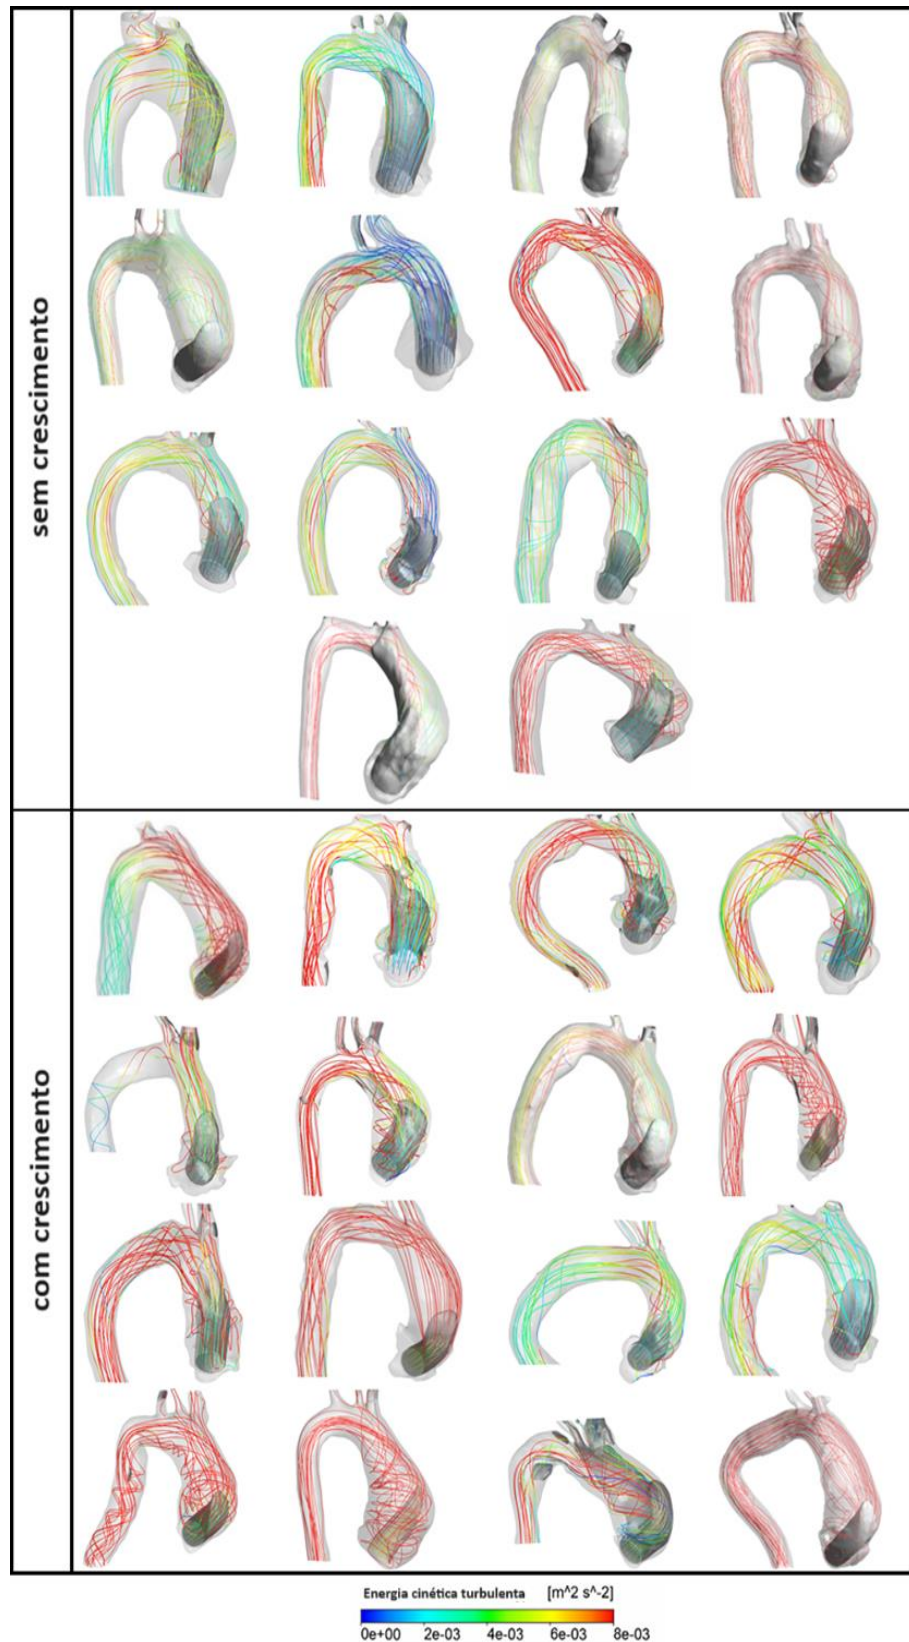 sem crescimento
com crescimento
Energia cinética turbulenta [m^2 s^-2]
0e+00 2e-03 4e-03 6e-03 8e-03